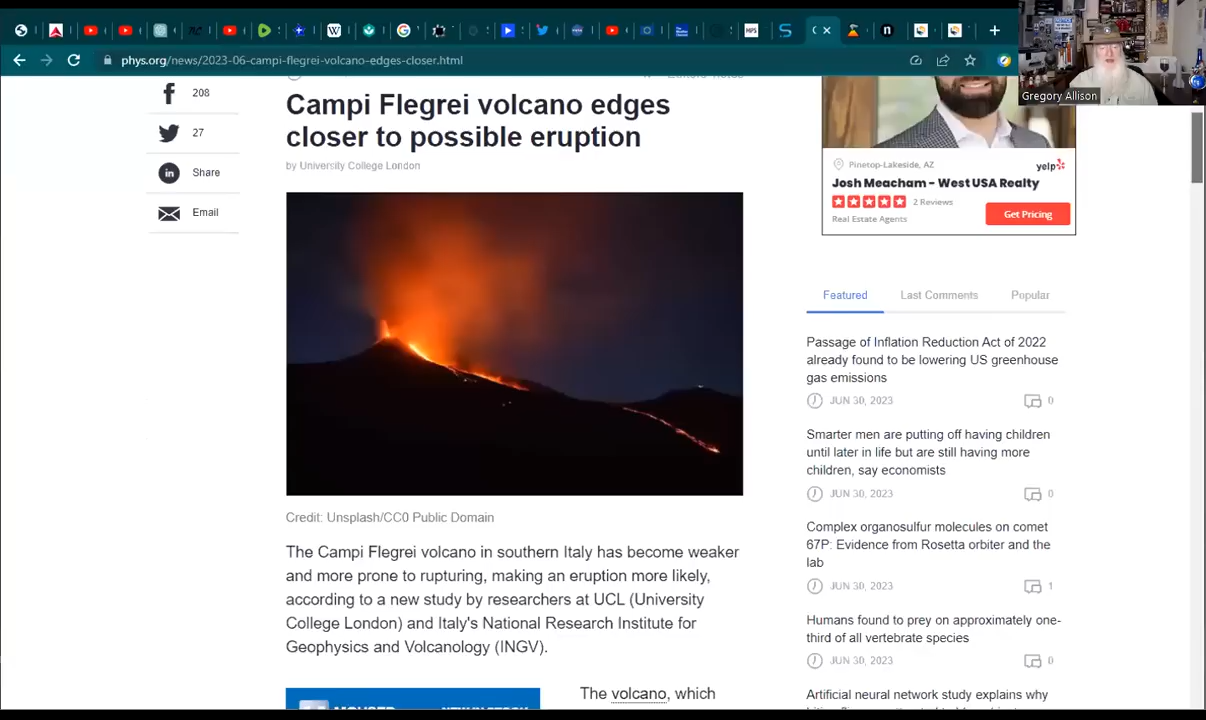 phys.org/news/2023-06-campi-flegrei-volcano-edges-closer.html
Gregory Allison
208
27
Share
Email
Campi Flegrei volcano edges
closer to possible eruption
by University College London
Credit: Unsplash/CC0 Public Domain
The Campi Flegrei volcano in southern Italy has become weaker
and more prone to rupturing, making an eruption more likely,
according to a new study by researchers at UCL (University
College London) and Italy's National Research Institute for
Geophysics and Volcanology (INGV).
The volcano, which
Pinetop-Lakeside, AZ
yelp
Josh Meacham - West USA Realty
2 Reviews
Real Estate Agents
Get Pricing
Featured
Last Comments
Popular
Passage of Inflation Reduction Act of 2022
already found to be lowering US greenhouse
gas emissions
JUN 30, 2023
0
Smarter men are putting off having children
until later in life but are still having more
children, say economists
JUN 30, 2023
0
Complex organosulfur molecules on comet
67P: Evidence from Rosetta orbiter and the
lab
JUN 30, 2023
1
Humans found to prey on approximately one-
third of all vertebrate species
JUN 30, 2023
0
Artificial neural network study explains why